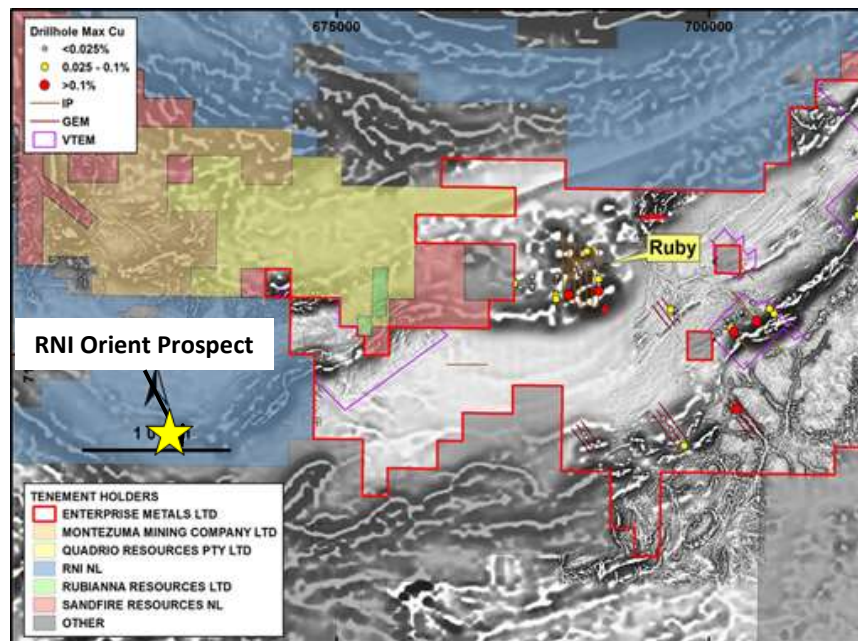 675000
700000
Drillhole Max Cu
<0.025%
0.025 - 0.1%
>0.1%
IP
GEM
VTEM
Ruby
RNI Orient Prospect
TENEMENT HOLDERS
ENTERPRISE METALS LTD
MONTEZUMA MINING COMPANY LTD
QUADRIO RESOURCES PTY LTD
RNI NL
RUBIANNA RESOURCES LTD
SANDFIRE RESOURCES NL
OTHER